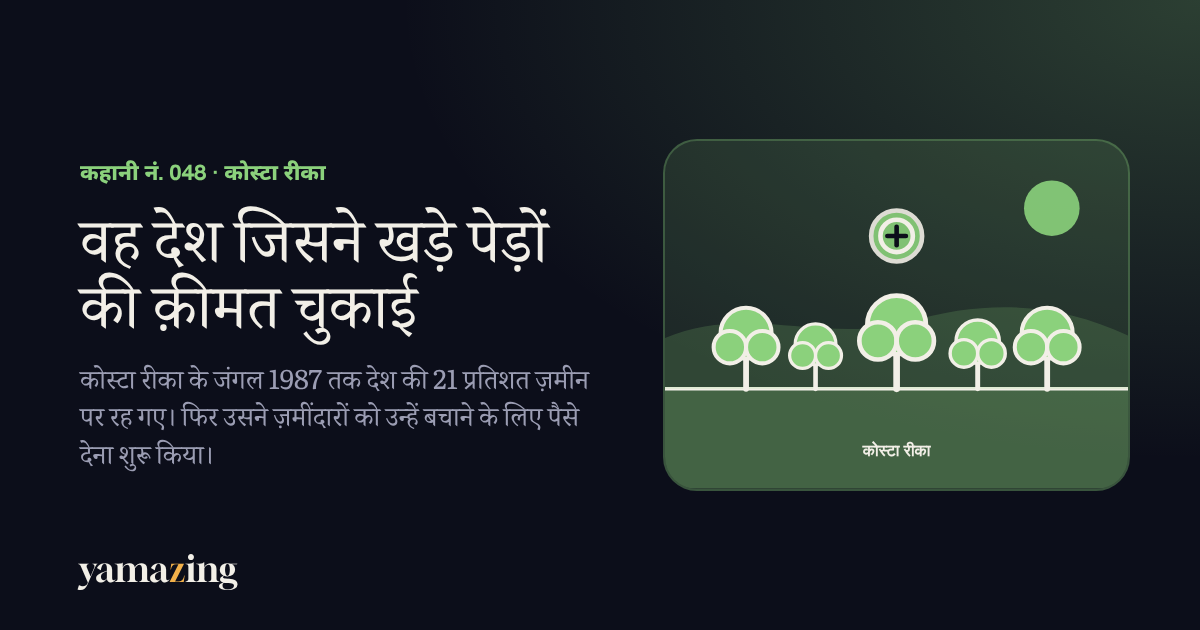 कहानी नं. 048 · कोस्टा रीका
वह देश जिसने खड़े पेड़ों
की क़ीमत चुकाई
कोस्टा रीका के जंगल 1987 तक देश की 21 प्रतिशत ज़मीन
पर रह गए। फिर उसने ज़मींदारों को उन्हें बचाने के लिए पैसे
देना शुरू किया।
कोस्टा रीका
yamazing